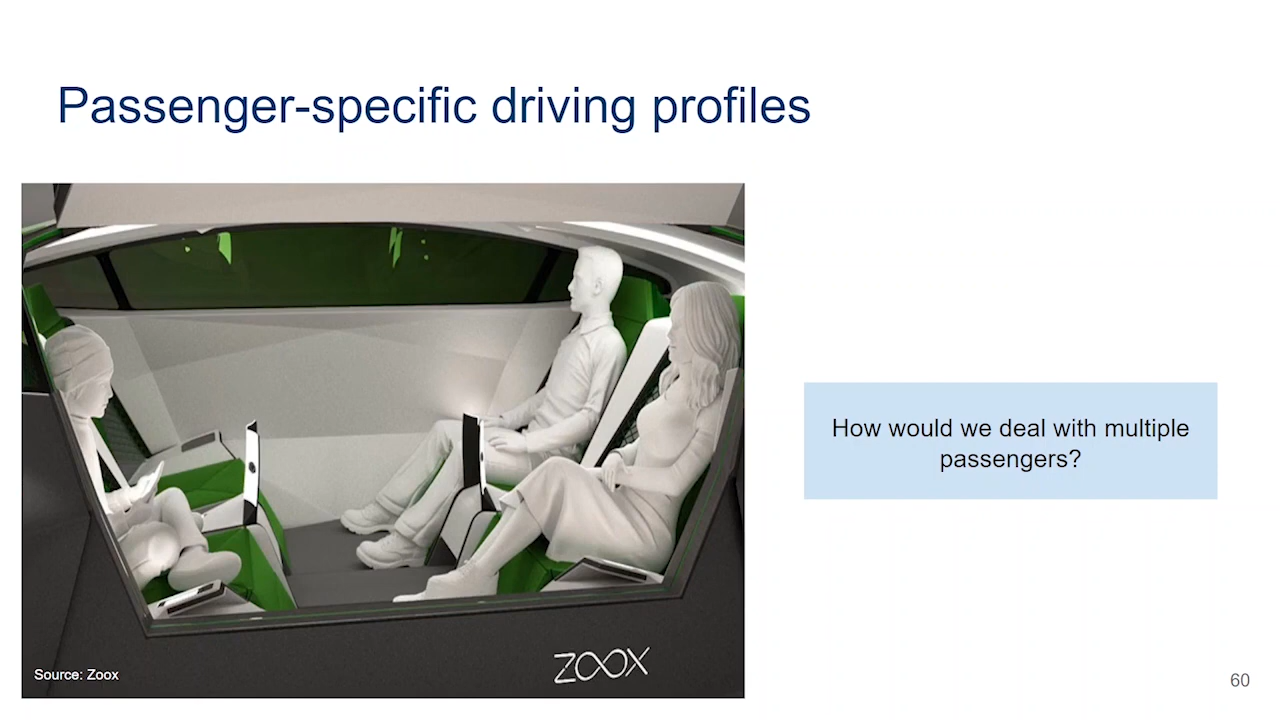 Passenger-specific driving profiles
How would we deal with multiple
passengers?
ZOOX
Source: Zoox
60